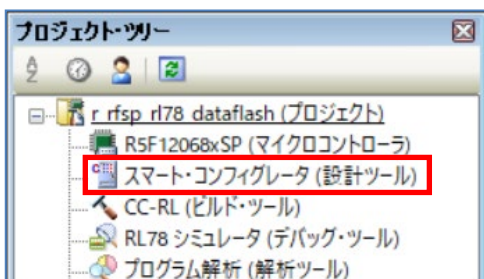 プロジェクト・ツリー
r_rfsp_rl78_dataflash (プロジェクト)
R5F12068xSP (マイクロコントローラ)
スマート・コンフィグレータ (設計ツール)
CC-RL (ビルド・ツール)
RL78 シミュレータ (デバッグ・ツール)
プログラム解析 (解析ツール)